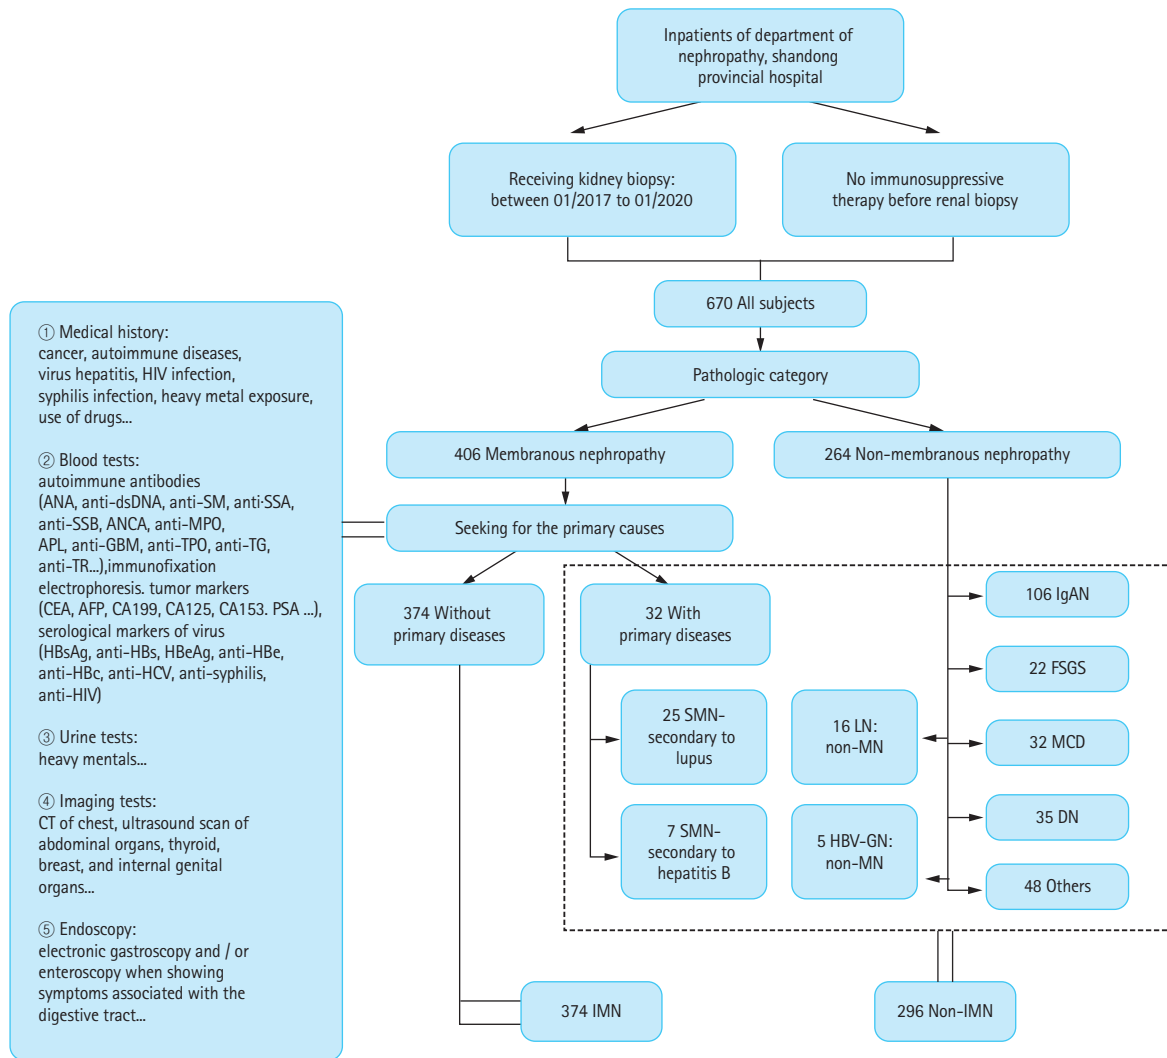 Inpatients of department of
nephropathy, shandong
provincial hospital
Receiving kidney biopsy:
between 01/2017 to 01/2020
No immunosuppressive
therapy before renal biopsy
670 All subjects
Pathologic category
406 Membranous nephropathy
264 Non-membranous nephropathy
Seeking for the primary causes
374 Without
primary diseases
32 With
primary diseases
25 SMN-
secondary to
lupus
7 SMN-
secondary to
hepatitis B
16 LN:
non-MN
5 HBV-GN:
non-MN
106 IgAN
22 FSGS
32 MCD
35 DN
48 Others
374 IMN
296 Non-IMN
① Medical history:
cancer, autoimmune diseases,
virus hepatitis, HIV infection,
syphilis infection, heavy metal exposure,
use of drugs...
② Blood tests:
autoimmune antibodies
(ANA, anti-dsDNA, anti-SM, anti·SSA,
anti-SSB, ANCA, anti-MPO,
APL, anti-GBM, anti-TPO, anti-TG,
anti-TR...),immunofixation
electrophoresis. tumor markers
(CEA, AFP, CA199, CA125, CA153. PSA ...),
serological markers of virus
(HBsAg, anti-HBs, HBeAg, anti-HBe,
anti-HBc, anti-HCV, anti-syphilis,
anti-HIV)
③ Urine tests:
heavy mentals...
④ Imaging tests:
CT of chest, ultrasound scan of
abdominal organs, thyroid,
breast, and internal genital
organs...
⑤ Endoscopy:
electronic gastroscopy and / or
enteroscopy when showing
symptoms associated with the
digestive tract...